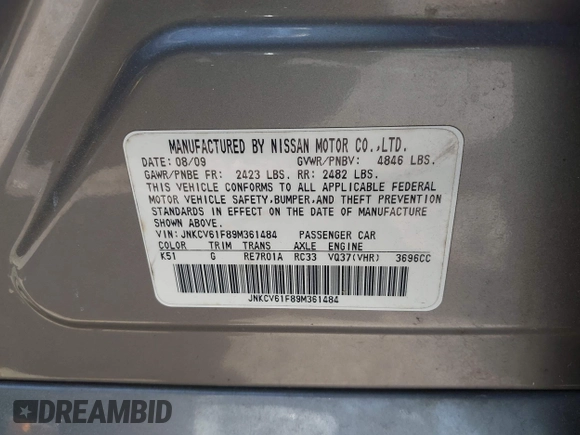 MANUFACTURED BY NISSAN MOTOR CO.,LTD.
DATE: 08/09 GVWR/PNBV: 4846 LBS.
GAWR/PNBE FR: 2423 LBS. RR: 2482 LBS.
THIS VEHICLE CONFORMS TO ALL APPLICABLE FEDERAL
MOTOR VEHICLE SAFETY,BUMPER,AND THEFT PREVENTION
STANDARDS IN EFFECT ON THE DATE OF MANUFACTURE
SHOWN ABOVE.
VIN:JNKCV61F89M361484 PASSENGER CAR
COLOR TRIM TRANS AXLE ENGINE
K51 G RE7R01A RC33 VQ37(VHR) 3696CC
JNKCV61F89M361484
DREAMBID